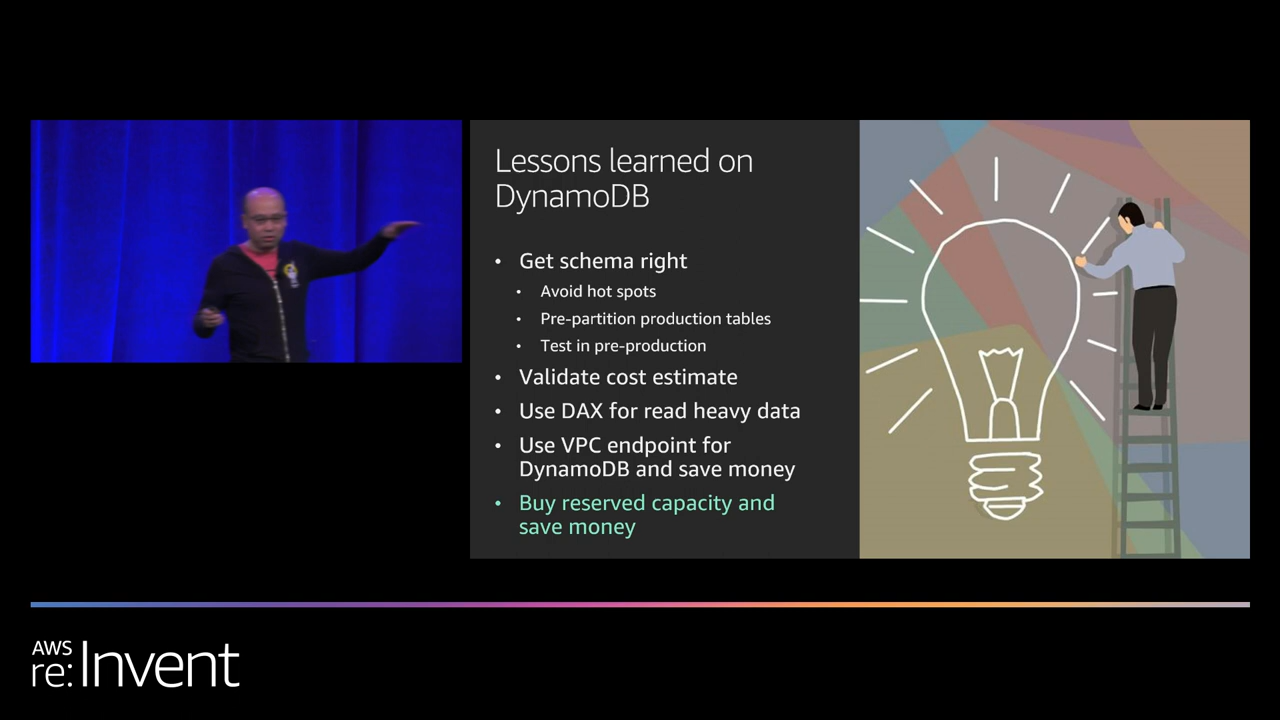 Lessons learned on
DynamoDB
• Get schema right
• Avoid hot spots
• Pre-partition production tables
• Test in pre-production
• Validate cost estimate
• Use DAX for read heavy data
• Use VPC endpoint for
DynamoDB and save money
• Buy reserved capacity and
save money
AWS
re:Invent